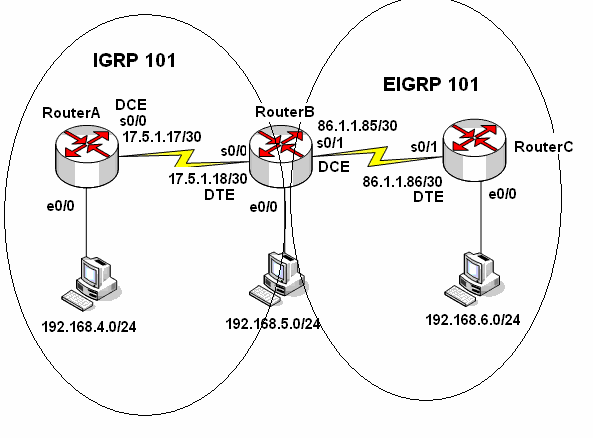 IGRP 101
EIGRP 101
RouterA
DCE
s0/0
17.5.1.17/30
RouterB
86.1.1.85/30
s0/1
DCE
s0/0
17.5.1.18/30
DTE
s0/1
RouterC
86.1.1.86/30
DTE
e0/0
e0/0
e0/0
192.168.4.0/24
192.168.5.0/24
192.168.6.0/24